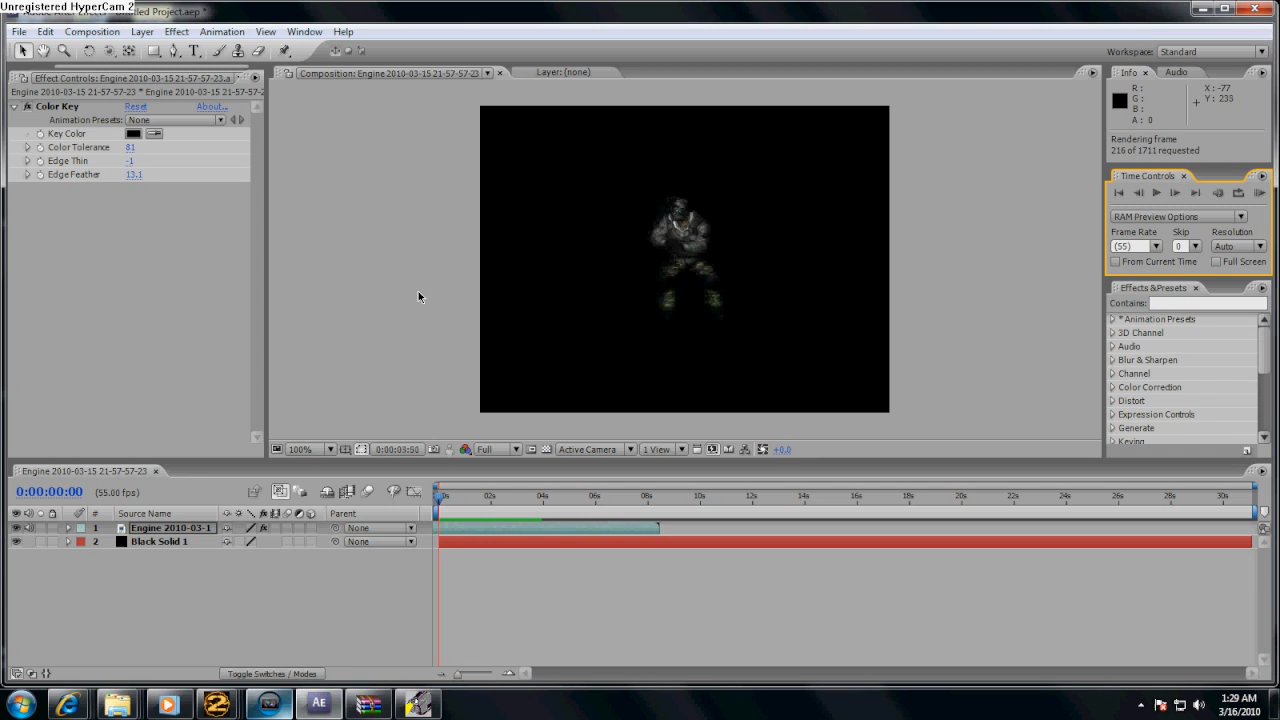 Unregistered HyperCam 2
Untitled Project.aep *
File Edit Composition Layer Effect Animation View Window Help
Workspace: Standard
Effect Controls: Engine 2010-03-15 21-57-57-23.a
Engine 2010-03-15 21-57-57-23 * Engine 2010-03-15 21-57-57-2
Color Key Reset About...
Animation Presets: None
Key Color
Color Tolerance 81
Edge Thin -1
Edge Feather 13.1
Composition: Engine 2010-03-15 21-57-57-23
Layer: (none)
100% 0:00:03:50 Full Active Camera 1 View +0.0
Info Audio
R : X : -77
G : Y : 233
B :
A : 0
Rendering frame
216 of 1711 requested
Time Controls
RAM Preview Options
Frame Rate Skip Resolution
(55) 0 Auto
From Current Time Full Screen
Effects & Presets
Contains:
* Animation Presets
3D Channel
Audio
Blur & Sharpen
Channel
Color Correction
Distort
Expression Controls
Generate
Keying
Engine 2010-03-15 21-57-57-23
0:00:00:00 (55.00 fps)
02s 04s 06s 08s 10s 12s 14s 16s 18s 20s 22s 24s 26s 28s 30s
# Source Name Parent
1 Engine 2010-03-1 None
2 Black Solid 1 None
Toggle Switches / Modes
AE
1:29 AM
3/16/2010